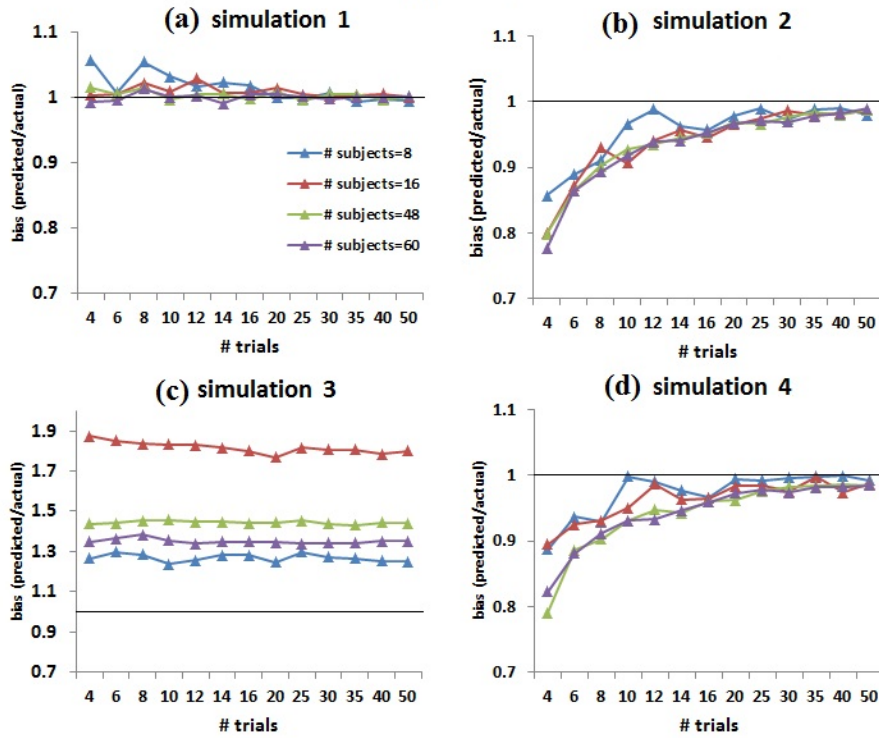 (a) simulation 1
1.1
1
0.9
0.8
0.7
bias (predicted/actual)
# subjects=8
# subjects=16
# subjects=48
# subjects=60
4 6 8 10 12 14 16 20 25 30 35 40 50
# trials
(b) simulation 2
1.1
1
0.9
0.8
0.7
bias (predicted/actual)
4 6 8 10 12 14 16 20 25 30 35 40 50
# trials
(c) simulation 3
1.9
1.7
1.5
1.3
1.1
0.9
0.7
bias (predicted/actual)
4 6 8 10 12 14 16 20 25 30 35 40 50
# trials
(d) simulation 4
1.1
1
0.9
0.8
0.7
bias (predicted/actual)
4 6 8 10 12 14 16 20 25 30 35 40 50
# trials